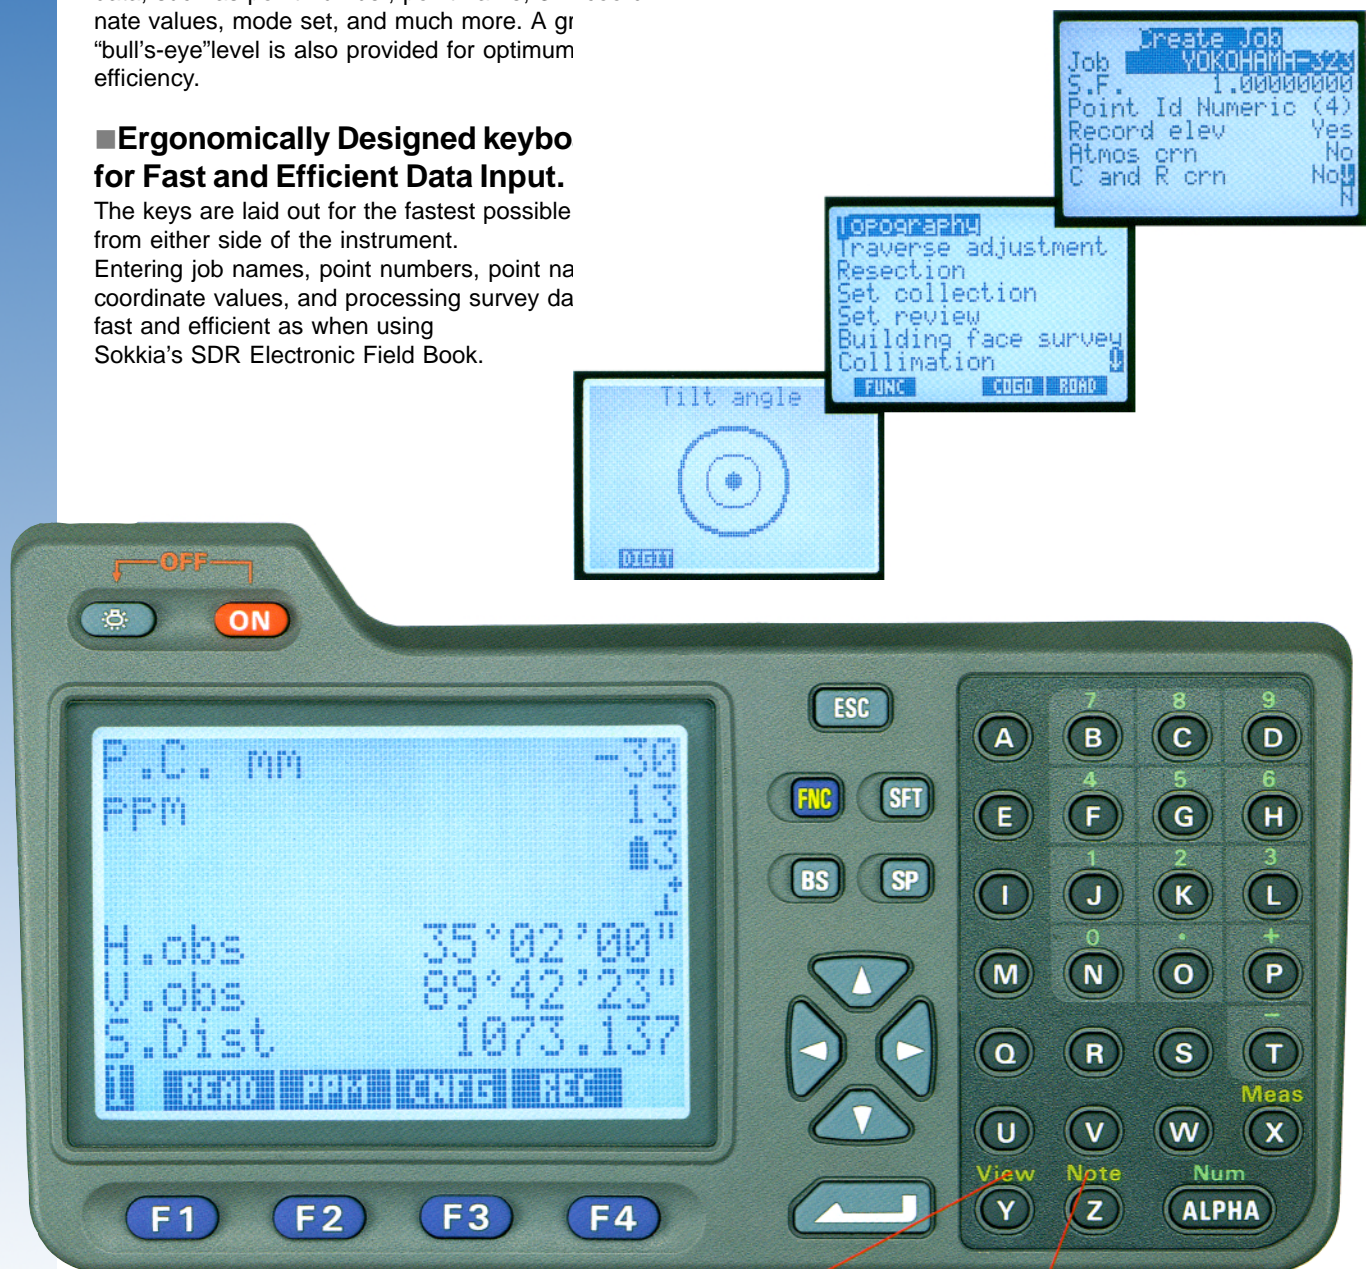 nate values, mode set, and much more. A gr
“bull's-eye”level is also provided for optimum
efficiency.
■Ergonomically Designed keybo
for Fast and Efficient Data Input.
The keys are laid out for the fastest possible
from either side of the instrument.
Entering job names, point numbers, point na
coordinate values, and processing survey da
fast and efficient as when using
Sokkia's SDR Electronic Field Book.
Create Job
Job YOKOHAMA-323
S.F. 1.00000000
Point Id Numeric (4)
Record elev Yes
Atmos crn No
C and R crn No
N
Topography
Traverse adjustment
Resection
Set collection
Set review
Building face survey
Collimation
FUNC COGO ROAD
Tilt angle
DIGIT
OFF
ON
P.C. mm -30
ppm 13
3
H.obs 35°02'00"
V.obs 89°42'23"
S.Dist 1073.137
1 READ PPM CNFG REC
F1 F2 F3 F4
ESC
FNC SFT
BS SP
7 8 9
A B C D
4 5 6
E F G H
1 2 3
I J K L
0 . +
M N O P
-
Q R S T
Meas
U V W X
View Note Num
Y Z ALPHA